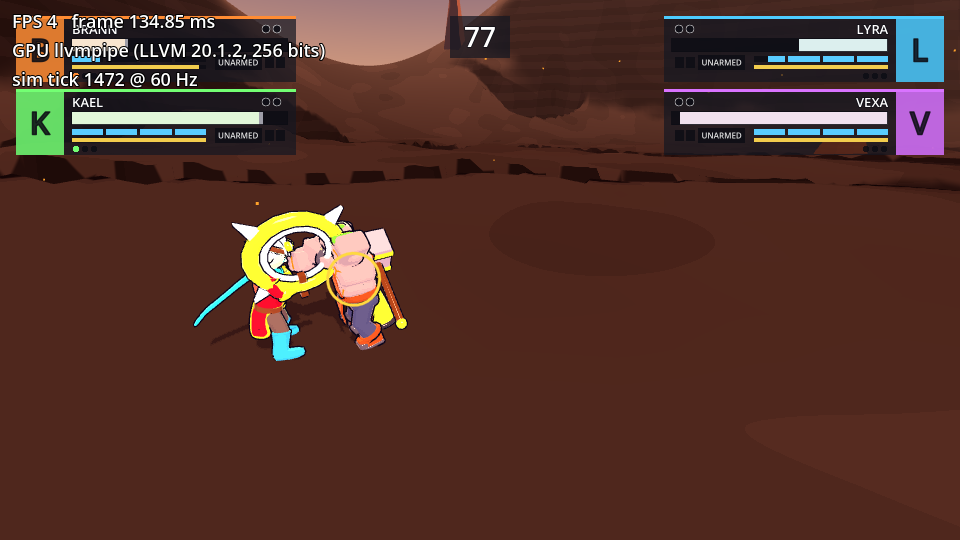 FPS 4 frame 134.85 ms
BRANN
GPU llvmpipe (LLVM 20.1.2, 256 bits)
UNARMED
sim tick 1472 @ 60 Hz
K
KAEL
UNARMED
77
LYRA
UNARMED
L
VEXA
UNARMED
V